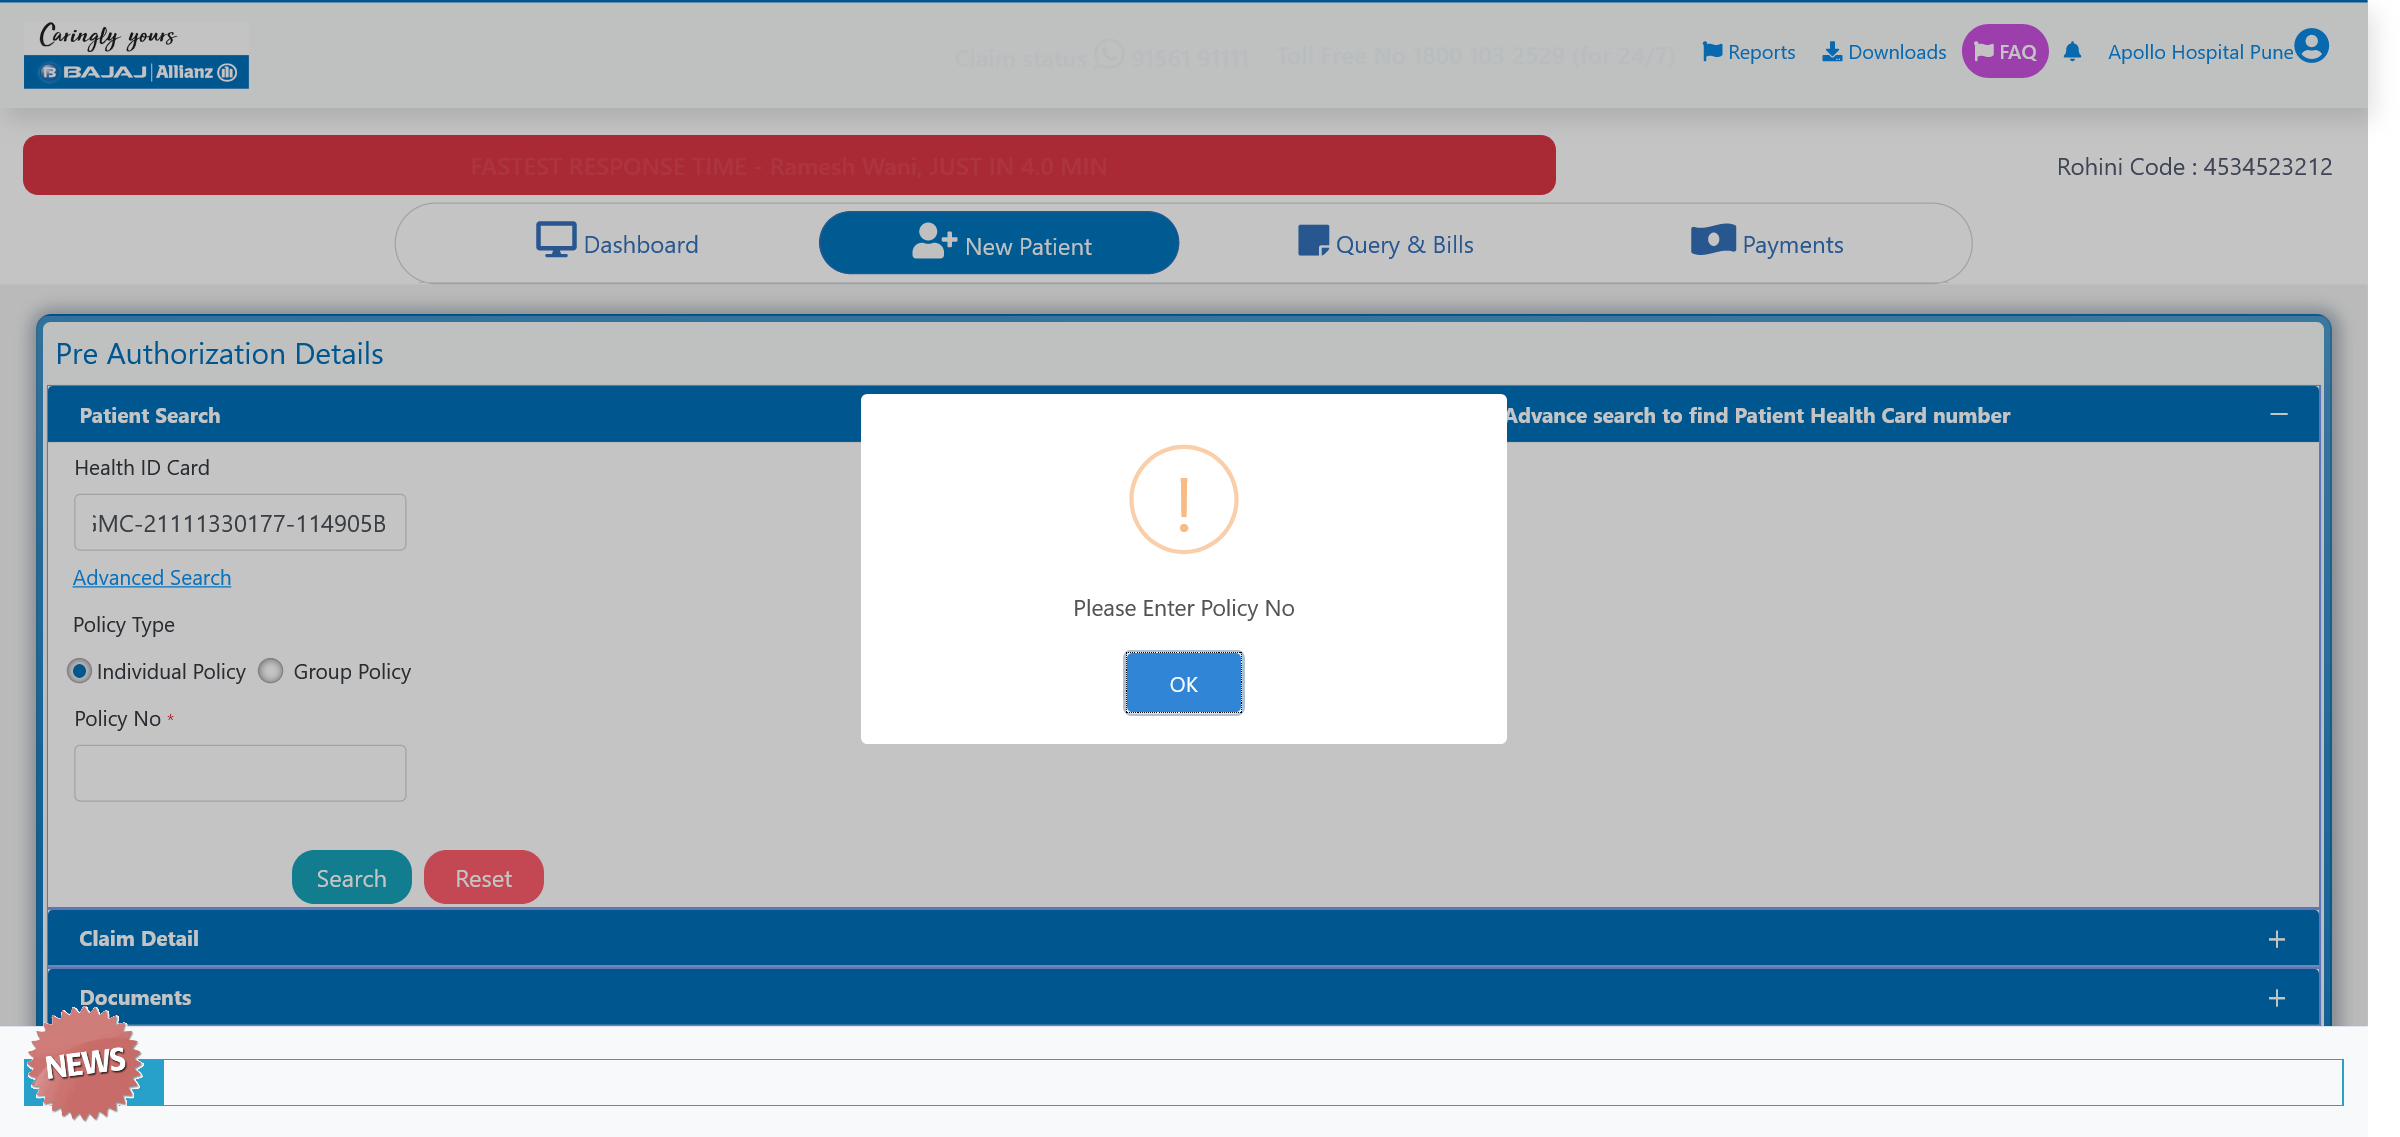 Caringly yours
BAJAJ | Allianz
Claim status 91561 91111 Toll Free No 1800 103 2529 (for 24/7)
Reports
Downloads
FAQ
Apollo Hospital Pune
FASTEST RESPONSE TIME - Ramesh Wani, JUST IN 4.0 MIN
Rohini Code : 4534523212
Dashboard
New Patient
Query & Bills
Payments
Pre Authorization Details
Patient Search
Advance search to find Patient Health Card number
Health ID Card
MC-21111330177-114905B
Advanced Search
Policy Type
Individual Policy
Group Policy
Policy No *
Please Enter Policy No
OK
Search
Reset
Claim Detail
Documents
NEWS